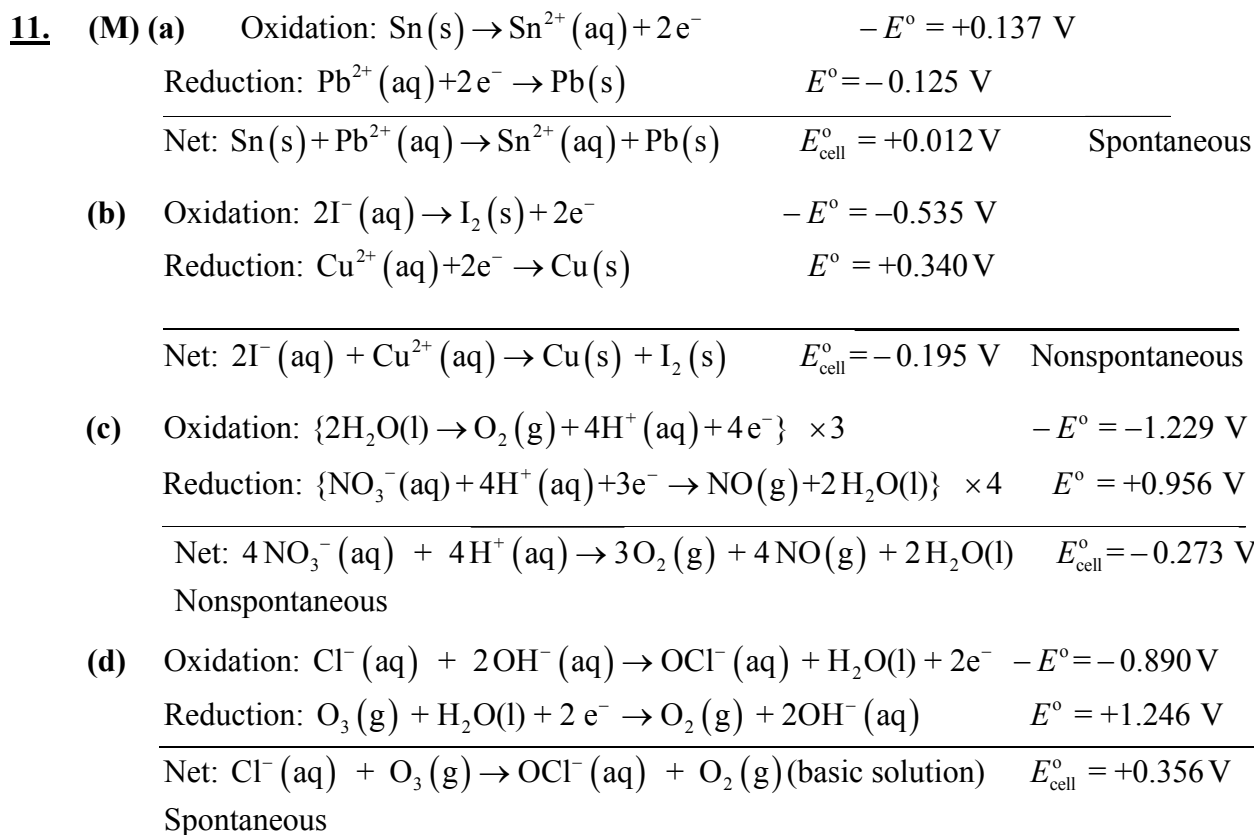 11. (M) (a) Oxidation: Sn(s) → Sn²⁺(aq) + 2e⁻ −E° = +0.137 V
Reduction: Pb²⁺(aq)+2e⁻ → Pb(s) E° = −0.125 V
Net: Sn(s)+Pb²⁺(aq) → Sn²⁺(aq)+Pb(s) E°cell = +0.012 V Spontaneous
(b) Oxidation: 2I⁻(aq) → I₂(s) + 2e⁻ −E° = −0.535 V
Reduction: Cu²⁺(aq)+2e⁻ → Cu(s) E° = +0.340 V
Net: 2I⁻(aq) + Cu²⁺(aq) → Cu(s) + I₂(s) E°cell = −0.195 V Nonspontaneous
(c) Oxidation: {2H₂O(l) → O₂(g)+4H⁺(aq)+4e⁻} ×3 −E° = −1.229 V
Reduction: {NO₃⁻(aq)+4H⁺(aq)+3e⁻ → NO(g)+2H₂O(l)} ×4 E° = +0.956 V
Net: 4NO₃⁻(aq) + 4H⁺(aq) → 3O₂(g) + 4NO(g) + 2H₂O(l) E°cell = −0.273 V
Nonspontaneous
(d) Oxidation: Cl⁻(aq) + 2OH⁻(aq) → OCl⁻(aq) + H₂O(l) + 2e⁻ −E° = −0.890 V
Reduction: O₃(g) + H₂O(l) + 2 e⁻ → O₂(g) + 2OH⁻(aq) E° = +1.246 V
Net: Cl⁻(aq) + O₃(g) → OCl⁻(aq) + O₂(g) (basic solution) E°cell = +0.356 V
Spontaneous